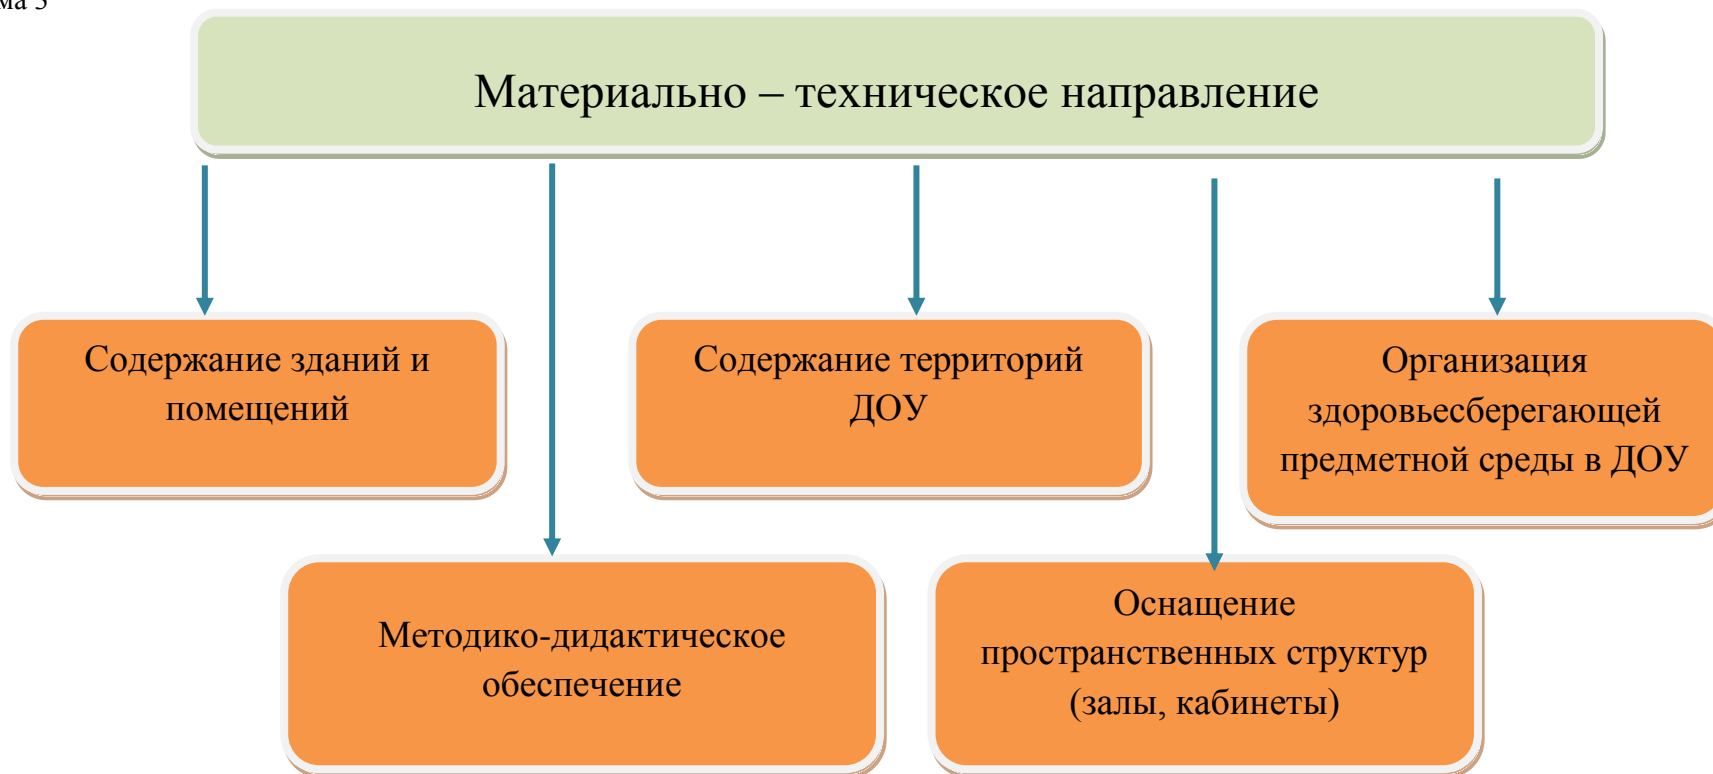 Материально – техническое направление
Содержание зданий и
помещений
Содержание территорий
ДОУ
Организация
здоровьесберегающей
предметной среды в ДОУ
Методико-дидактическое
обеспечение
Оснащение
пространственных структур
(залы, кабинеты)